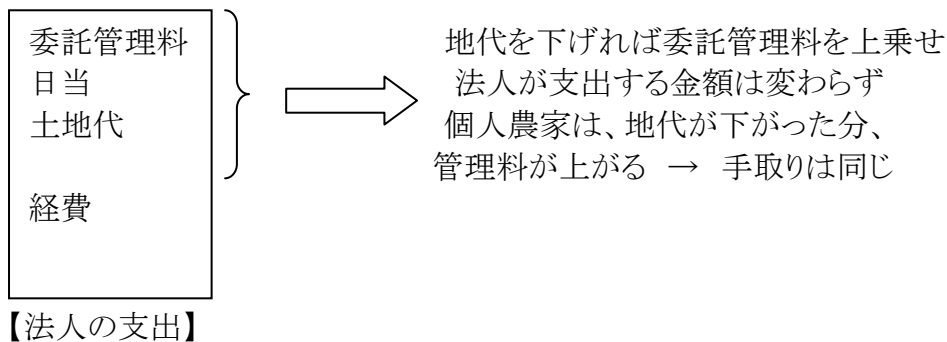 委託管理料
日当
土地代
経費
【法人の支出】
地代を下げれば委託管理料を上乗せ
法人が支出する金額は変わらず
個人農家は、地代が下がった分、
管理料が上がる → 手取りは同じ